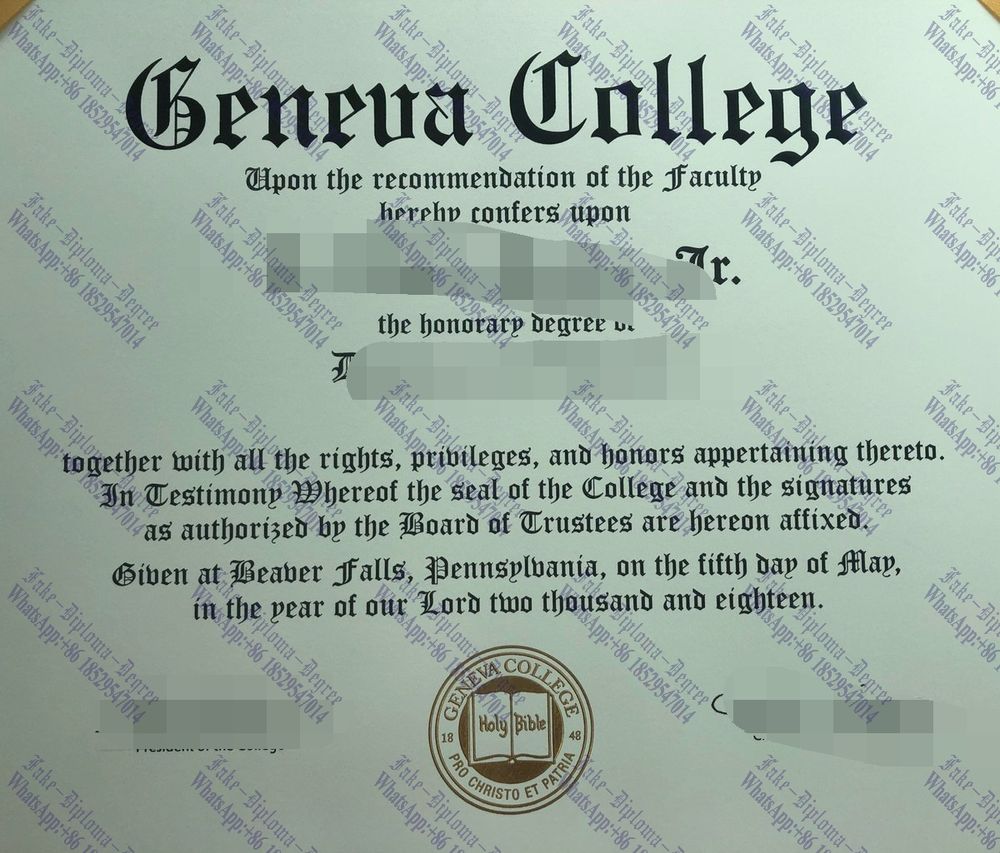 Geneva College
Upon the recommendation of the Faculty
hereby confers upon
Jr.
the honorary degree of
together with all the rights, privileges, and honors appertaining thereto.
In Testimony Whereof the seal of the College and the signatures
as authorized by the Board of Trustees are hereon affixed.
Given at Beaver Falls, Pennsylvania, on the fifth day of May,
in the year of our Lord two thousand and eighteen.
GENEVA COLLEGE
Holy Bible
18 48
PRO CHRISTO ET PATRIA
President of the College
Fake-Diploma-Degree
WhatsApp:+86 18529547014